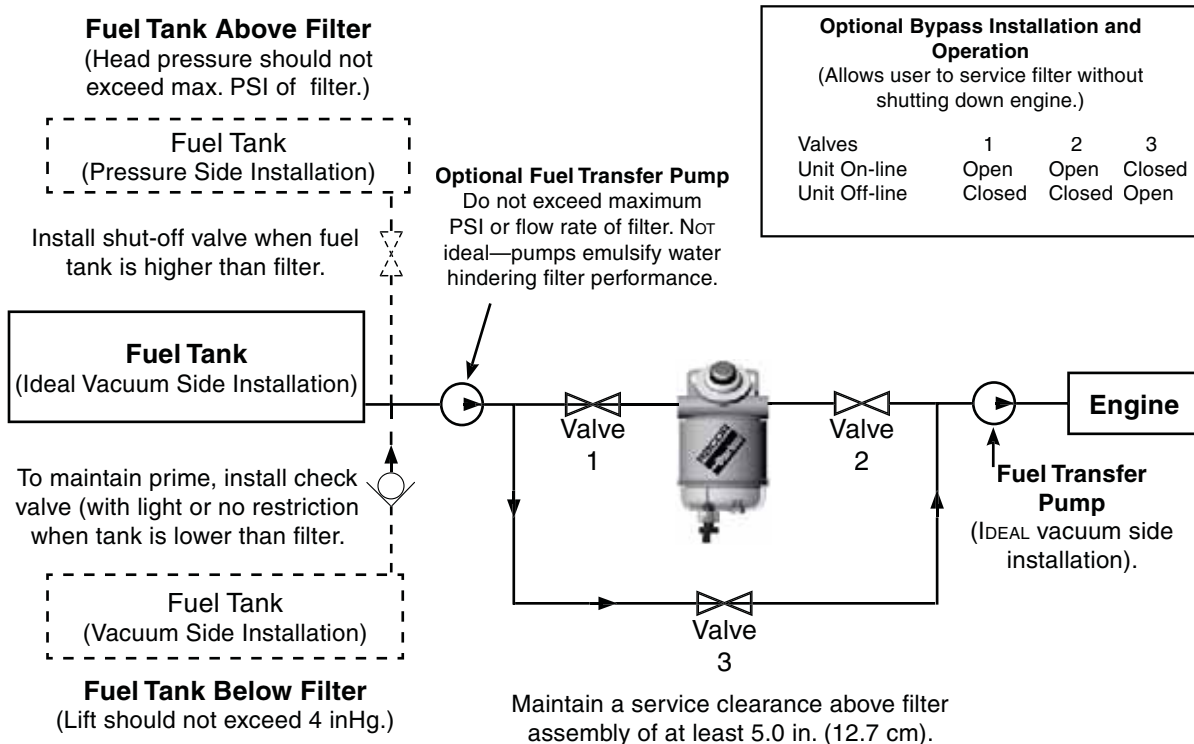 Fuel Tank Above Filter
(Head pressure should not
exceed max. PSI of filter.)
Fuel Tank
(Pressure Side Installation)
Install shut-off valve when fuel
tank is higher than filter.
Fuel Tank
(Ideal Vacuum Side Installation)
To maintain prime, install check
valve (with light or no restriction
when tank is lower than filter.
Fuel Tank
(Vacuum Side Installation)
Fuel Tank Below Filter
(Lift should not exceed 4 inHg.)
Optional Fuel Transfer Pump
Do not exceed maximum
PSI or flow rate of filter. NOT
ideal—pumps emulsify water
hindering filter performance.
Optional Bypass Installation and
Operation
(Allows user to service filter without
shutting down engine.)
Valves 1 2 3
Unit On-line Open Open Closed
Unit Off-line Closed Closed Open
Valve
1
RACOR
Valve
2
Valve
3
Engine
Fuel Transfer
Pump
(IDEAL vacuum side
installation).
Maintain a service clearance above filter
assembly of at least 5.0 in. (12.7 cm).